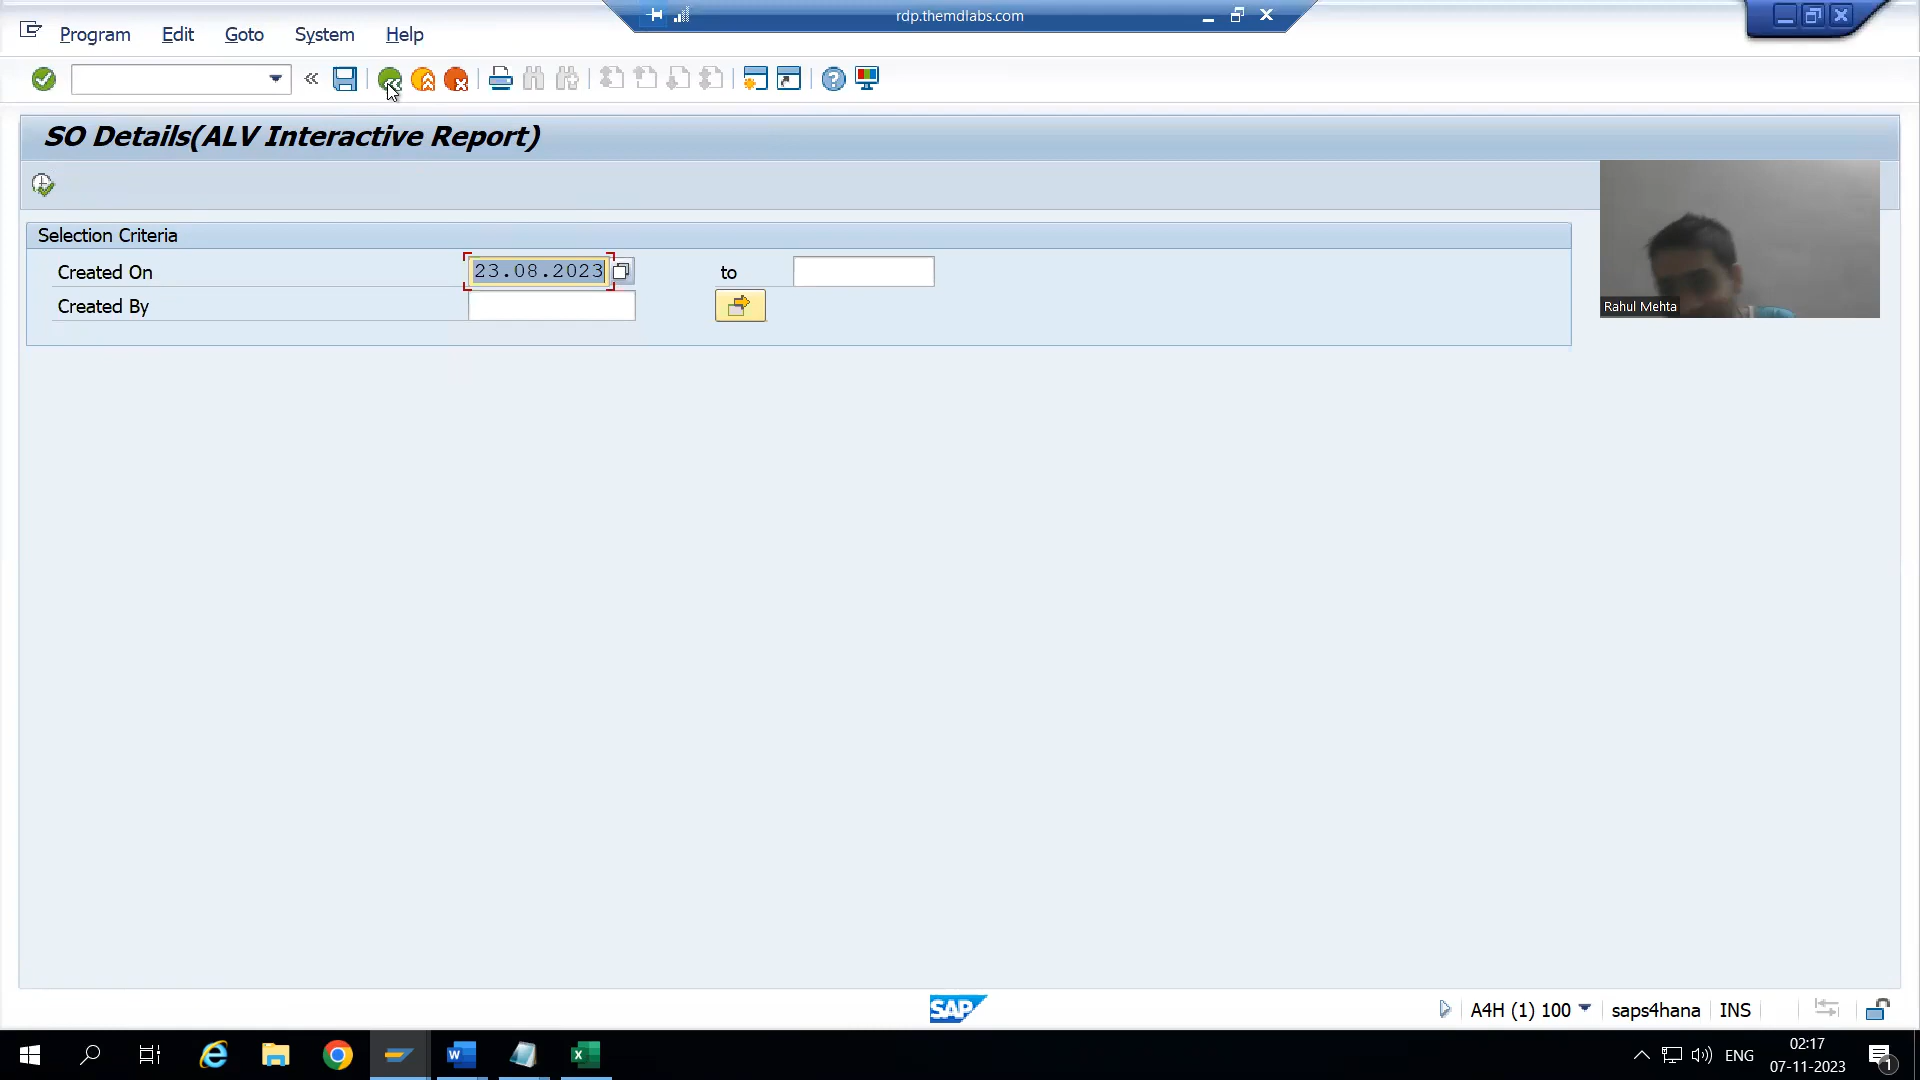 rdp.themdlabs.com
Program Edit Goto System Help
SO Details(ALV Interactive Report)
Selection Criteria
Created On 23.08.2023 to
Created By
Rahul Mehta
SAP
A4H (1) 100 saps4hana INS
ENG 02:17
07-11-2023
1